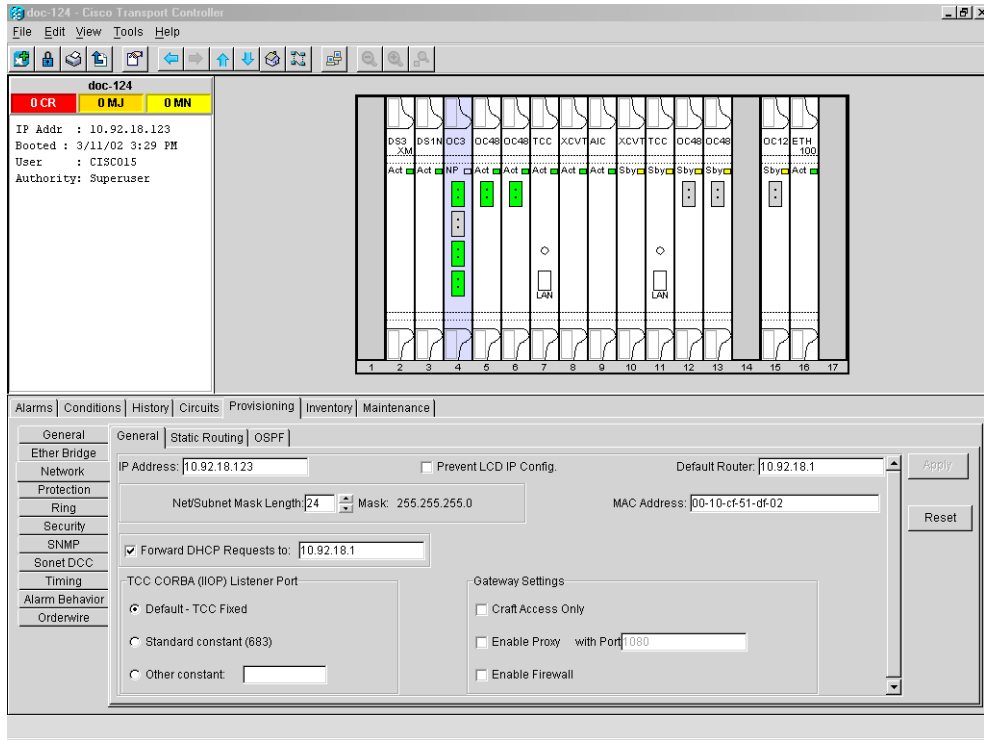 doc-124 - Cisco Transport Controller
File Edit View Tools Help
doc-124
0 CR 0 MJ 0 MN
IP Addr : 10.92.18.123
Booted : 3/11/02 3:29 PM
User : CISCO15
Authority: Superuser
DS3 XM DS1N OC3 OC48 OC48 TCC XCVT AIC XCVT TCC OC48 OC48 OC12 ETH 100
Act Act NP Act Act Act Act Act Sby Sby Sby Sby Sby Act
LAN LAN
1 2 3 4 5 6 7 8 9 10 11 12 13 14 15 16 17
Alarms Conditions History Circuits Provisioning Inventory Maintenance
General
Ether Bridge
Network
Protection
Ring
Security
SNMP
Sonet DCC
Timing
Alarm Behavior
Orderwire
General Static Routing OSPF
IP Address: 10.92.18.123 Prevent LCD IP Config. Default Router: 10.92.18.1
Net/Subnet Mask Length: 24 Mask: 255.255.255.0 MAC Address: 00-10-cf-51-df-02
Forward DHCP Requests to: 10.92.18.1
TCC CORBA (IIOP) Listener Port
Default - TCC Fixed
Standard constant (683)
Other constant:
Gateway Settings
Craft Access Only
Enable Proxy with Port 1080
Enable Firewall
Apply
Reset